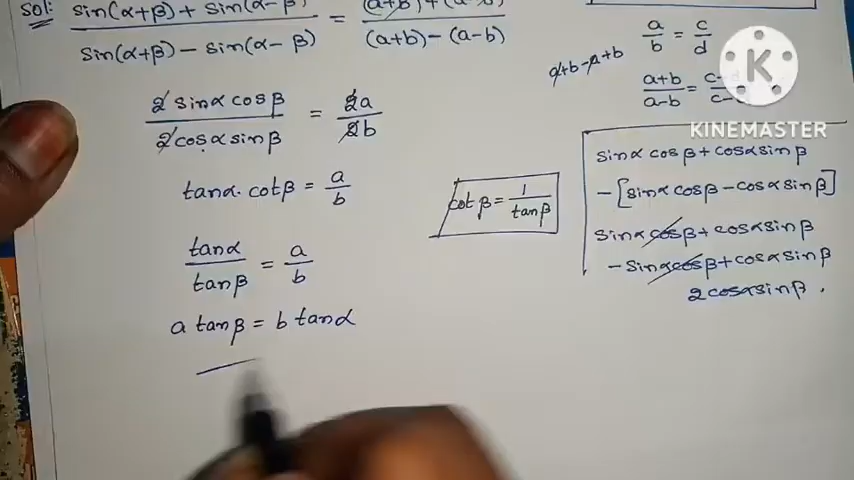 Sol: sin(α+β) + sin(α-β) / sin(α+β) - sin(α-β) = (a+b)+(a-b) / (a+b)-(a-b)
2 sinα cosβ / 2 cosα sinβ = 2a / 2b
tanα. cotβ = a/b
tanα / tanβ = a/b
a tanβ = b tanα
cotβ = 1/tanβ
a+b-a+b
a/b = c/d
a+b / a-b =
KINEMASTER
sinα cosβ + cosα sinβ
-[sinα cosβ - cosα sinβ]
sinα cosβ + cosα sinβ
- sinα cosβ + cosα sinβ
2 cosα sinβ .